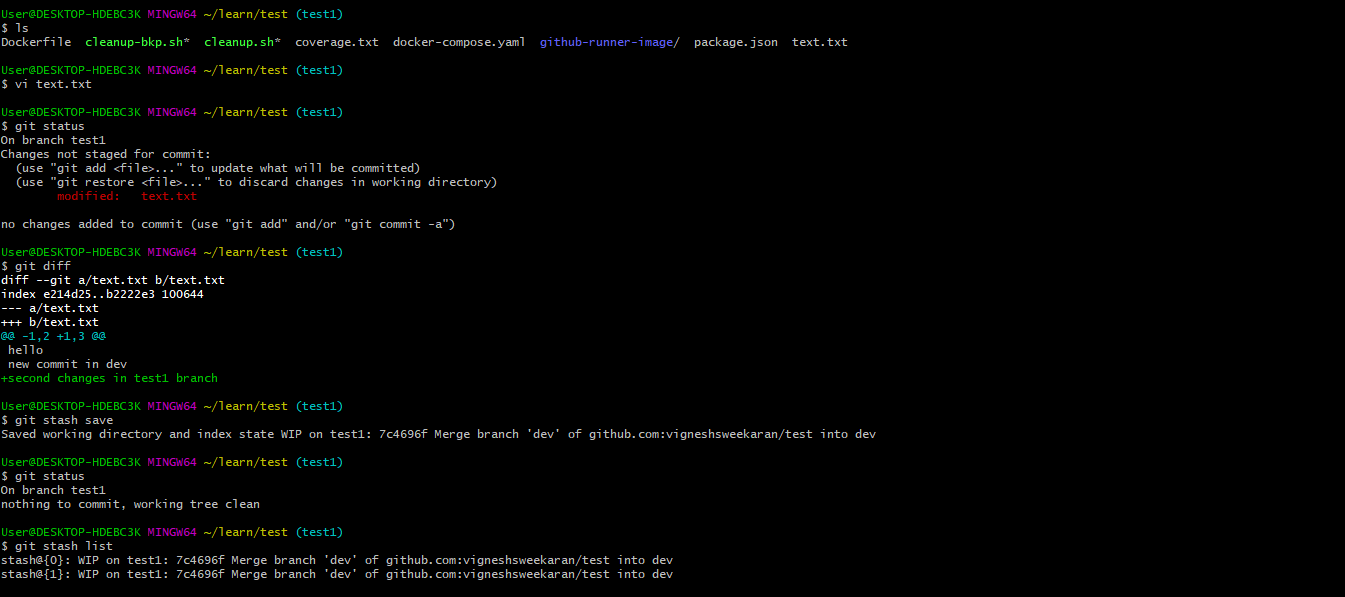 User@DESKTOP-HDEBC3K MINGW64 ~/learn/test (test1)
$ ls
Dockerfile  cleanup-bkp.sh*  cleanup.sh*  coverage.txt  docker-compose.yaml  github-runner-image/  package.json  text.txt

User@DESKTOP-HDEBC3K MINGW64 ~/learn/test (test1)
$ vi text.txt

User@DESKTOP-HDEBC3K MINGW64 ~/learn/test (test1)
$ git status
On branch test1
Changes not staged for commit:
  (use "git add <file>..." to update what will be committed)
  (use "git restore <file>..." to discard changes in working directory)
        modified:   text.txt

no changes added to commit (use "git add" and/or "git commit -a")

User@DESKTOP-HDEBC3K MINGW64 ~/learn/test (test1)
$ git diff
diff --git a/text.txt b/text.txt
index e214d25..b2222e3 100644
--- a/text.txt
+++ b/text.txt
@@ -1,2 +1,3 @@
 hello
 new commit in dev
+second changes in test1 branch

User@DESKTOP-HDEBC3K MINGW64 ~/learn/test (test1)
$ git stash save
Saved working directory and index state WIP on test1: 7c4696f Merge branch 'dev' of github.com:vigneshsweekaran/test into dev

User@DESKTOP-HDEBC3K MINGW64 ~/learn/test (test1)
$ git status
On branch test1
nothing to commit, working tree clean

User@DESKTOP-HDEBC3K MINGW64 ~/learn/test (test1)
$ git stash list
stash@{0}: WIP on test1: 7c4696f Merge branch 'dev' of github.com:vigneshsweekaran/test into dev
stash@{1}: WIP on test1: 7c4696f Merge branch 'dev' of github.com:vigneshsweekaran/test into dev